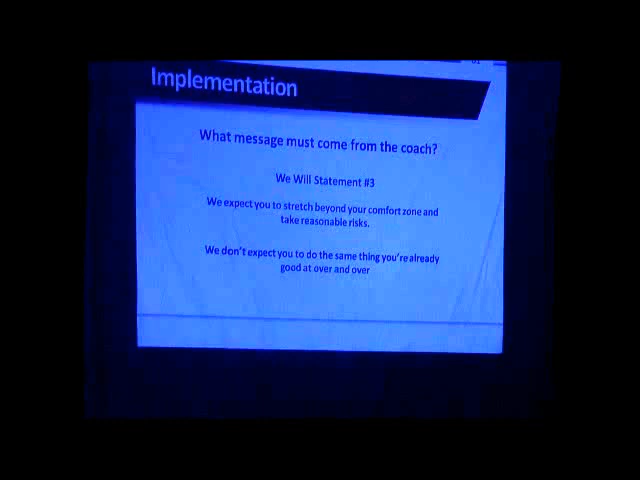 Implementation
What message must come from the coach?
We Will Statement #3
We expect you to stretch beyond your comfort zone and
take reasonable risks.
We don't expect you to do the same thing you're already
good at over and over